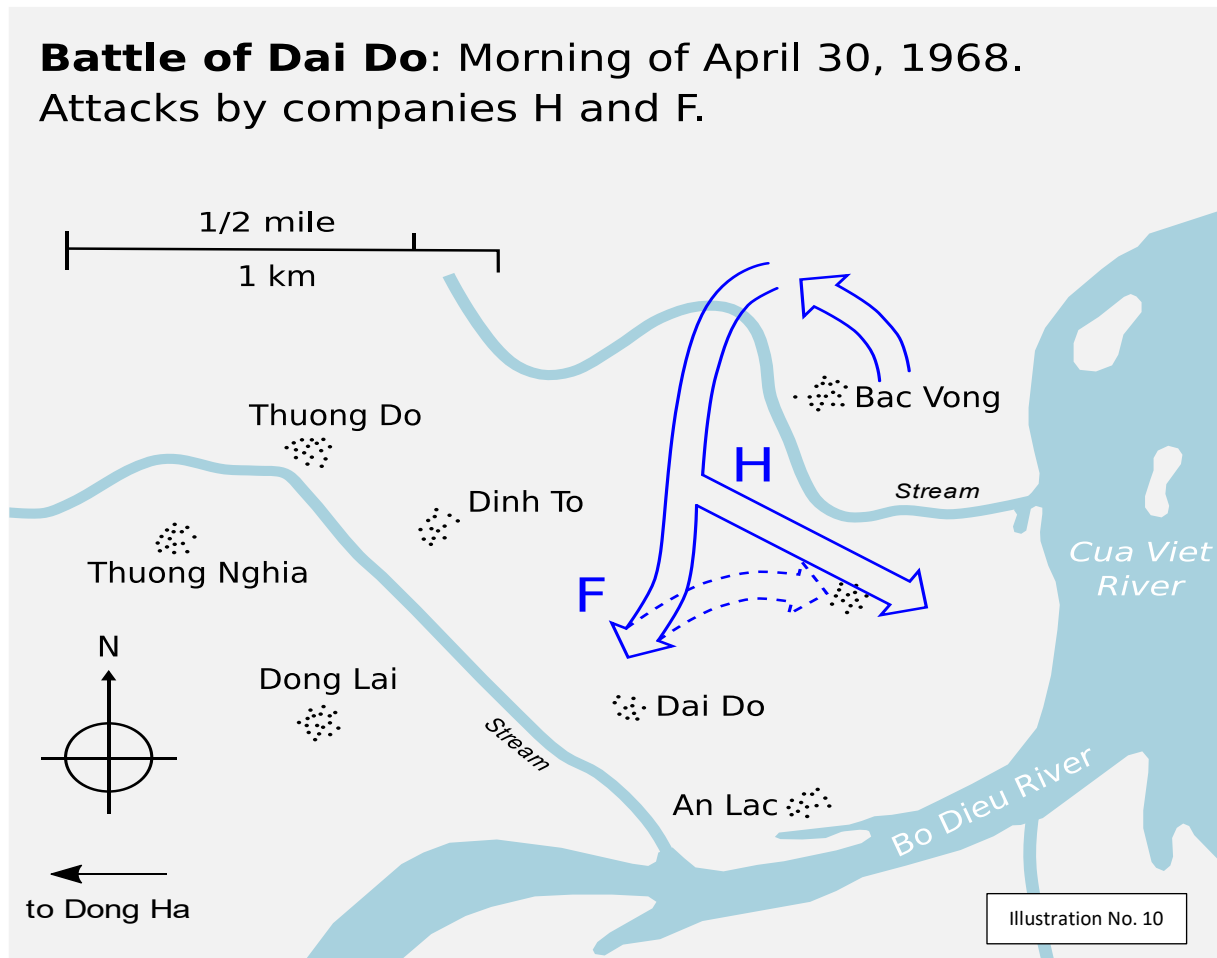 Battle of Dai Do: Morning of April 30, 1968.
Attacks by companies H and F.
1/2 mile
1 km
Bac Vong
Thuong Do
H
Stream
Dinh To
Cua Viet
River
Thuong Nghia
F
N
Dong Lai
Dai Do
Stream
An Lac
Bo Dieu River
to Dong Ha
Illustration No. 10